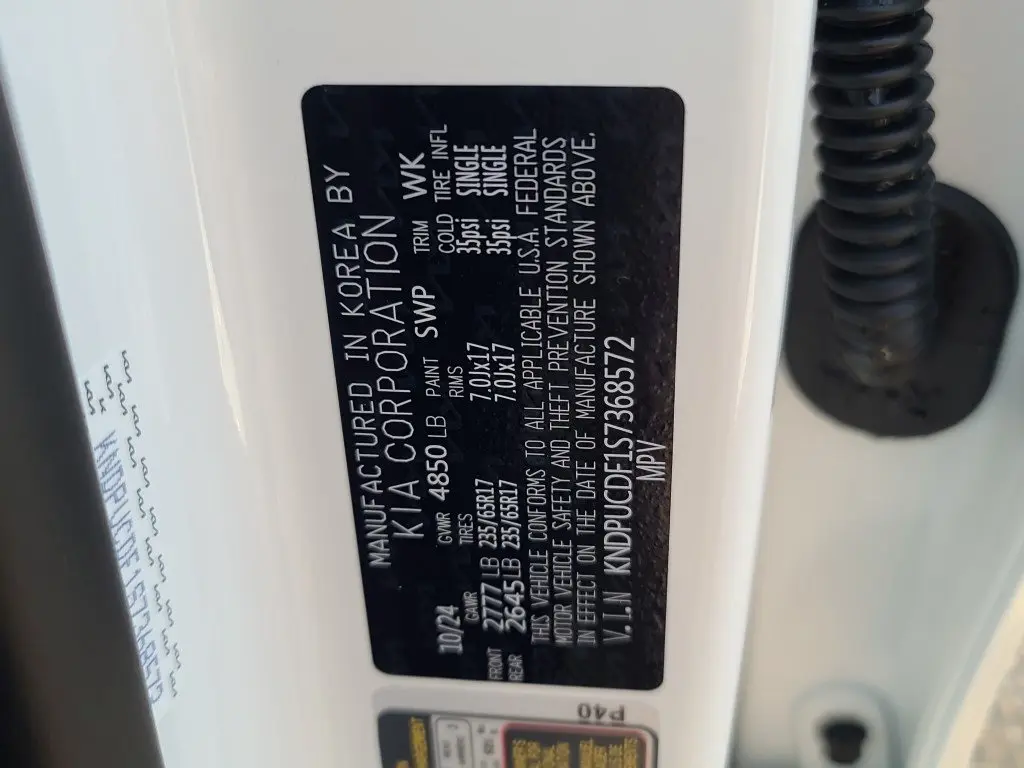 MANUFACTURED IN KOREA BY
KIA CORPORATION
10/24 GVWR 4850 LB PAINT SWP TRIM WK
GAWR TIRES RIMS COLD TIRE INFL
FRONT 2777 LB 235/65R17 7.0Jx17 35psi SINGLE
REAR 2645 LB 235/65R17 7.0Jx17 35psi SINGLE
THIS VEHICLE CONFORMS TO ALL APPLICABLE U.S.A. FEDERAL
MOTOR VEHICLE SAFETY AND THEFT PREVENTION STANDARDS
IN EFFECT ON THE DATE OF MANUFACTURE SHOWN ABOVE.
V.I.N KNDPUCDF1S7368572
MPV
KNDPUCDF1S7368572
P40